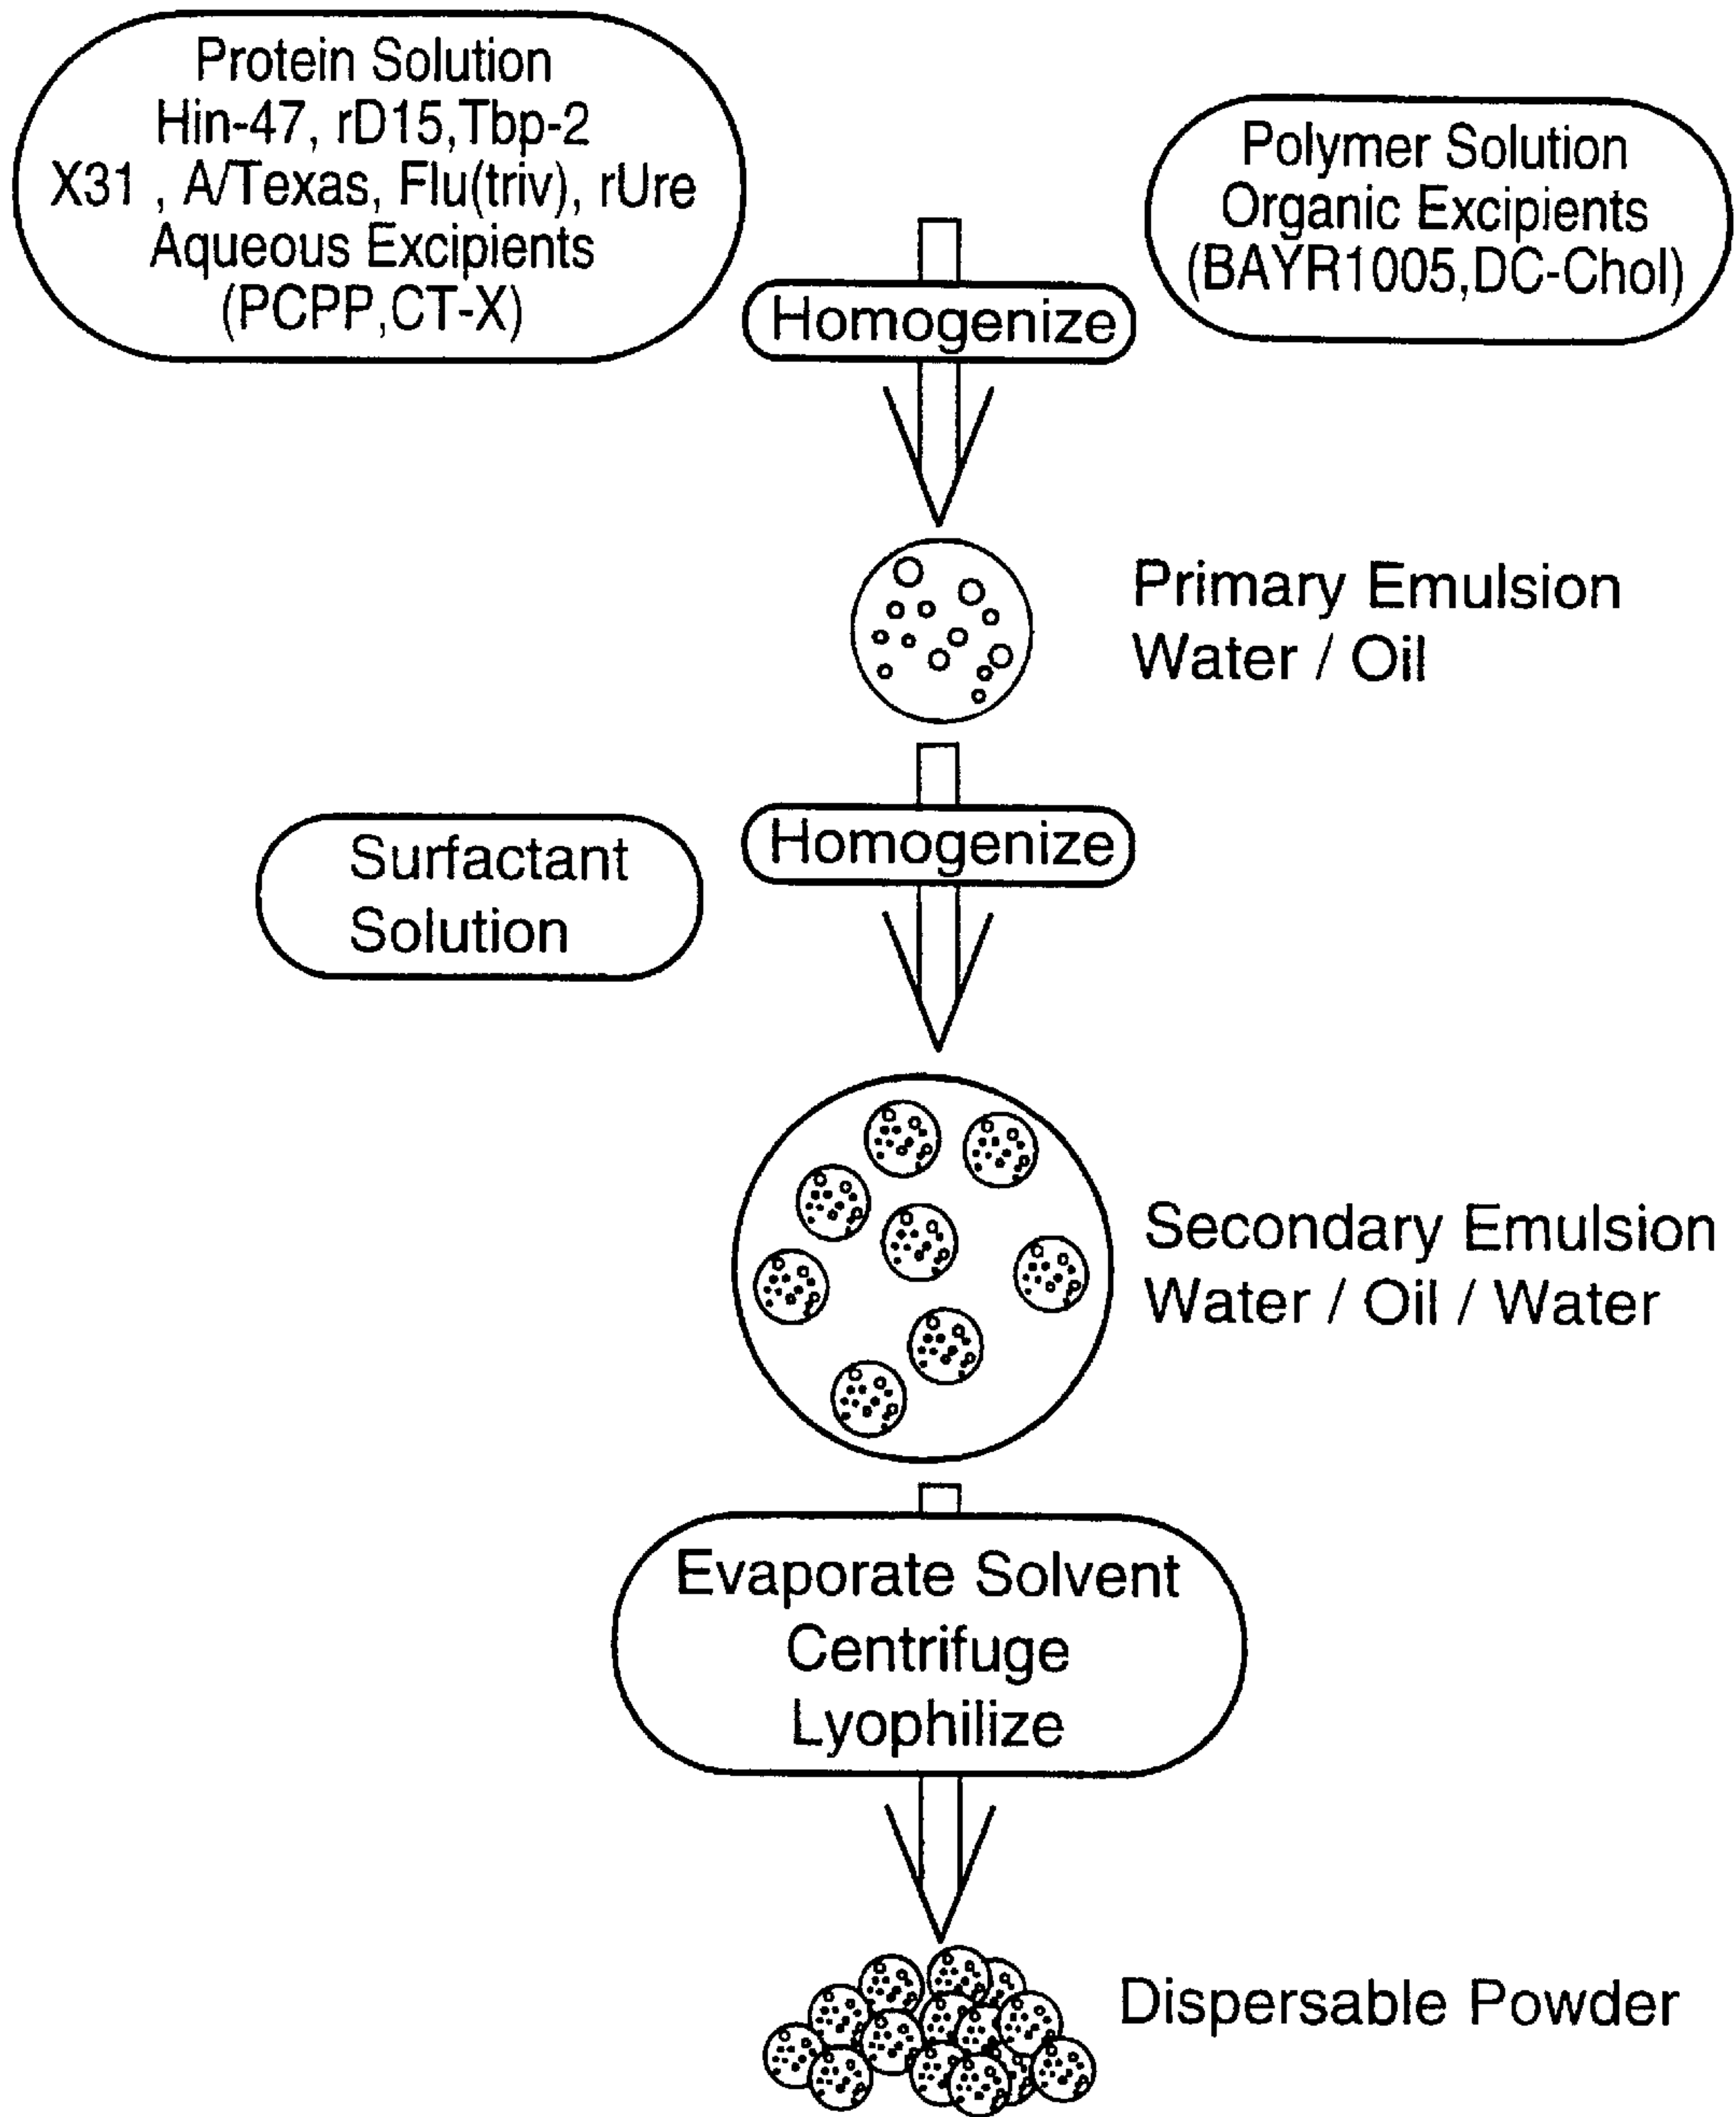 Protein Solution
Hin-47, rD15,Tbp-2
X31 , A/Texas, Flu(triv), rUre
Aqueous Excipients
(PCPP,CT-X)
Polymer Solution
Organic Excipients
(BAYR1005,DC-Chol)
Homogenize
Primary Emulsion
Water / Oil
Homogenize
Surfactant
Solution
Secondary Emulsion
Water / Oil / Water
Evaporate Solvent
Centrifuge
Lyophilize
Dispersable Powder